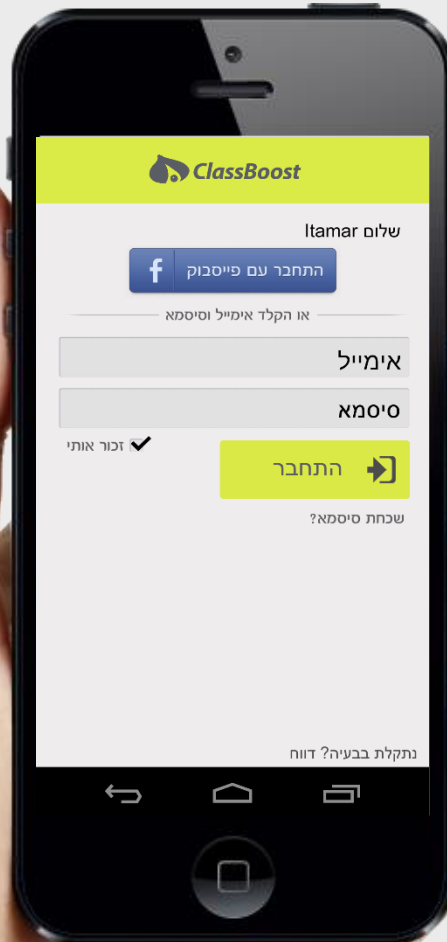 ClassBoost
שלום Itamar
התחבר עם פייסבוק
או הקלד אימייל וסיסמא
אימייל
סיסמא
זכור אותי
התחבר
שכחת סיסמא?
נתקלת בבעיה? דווח